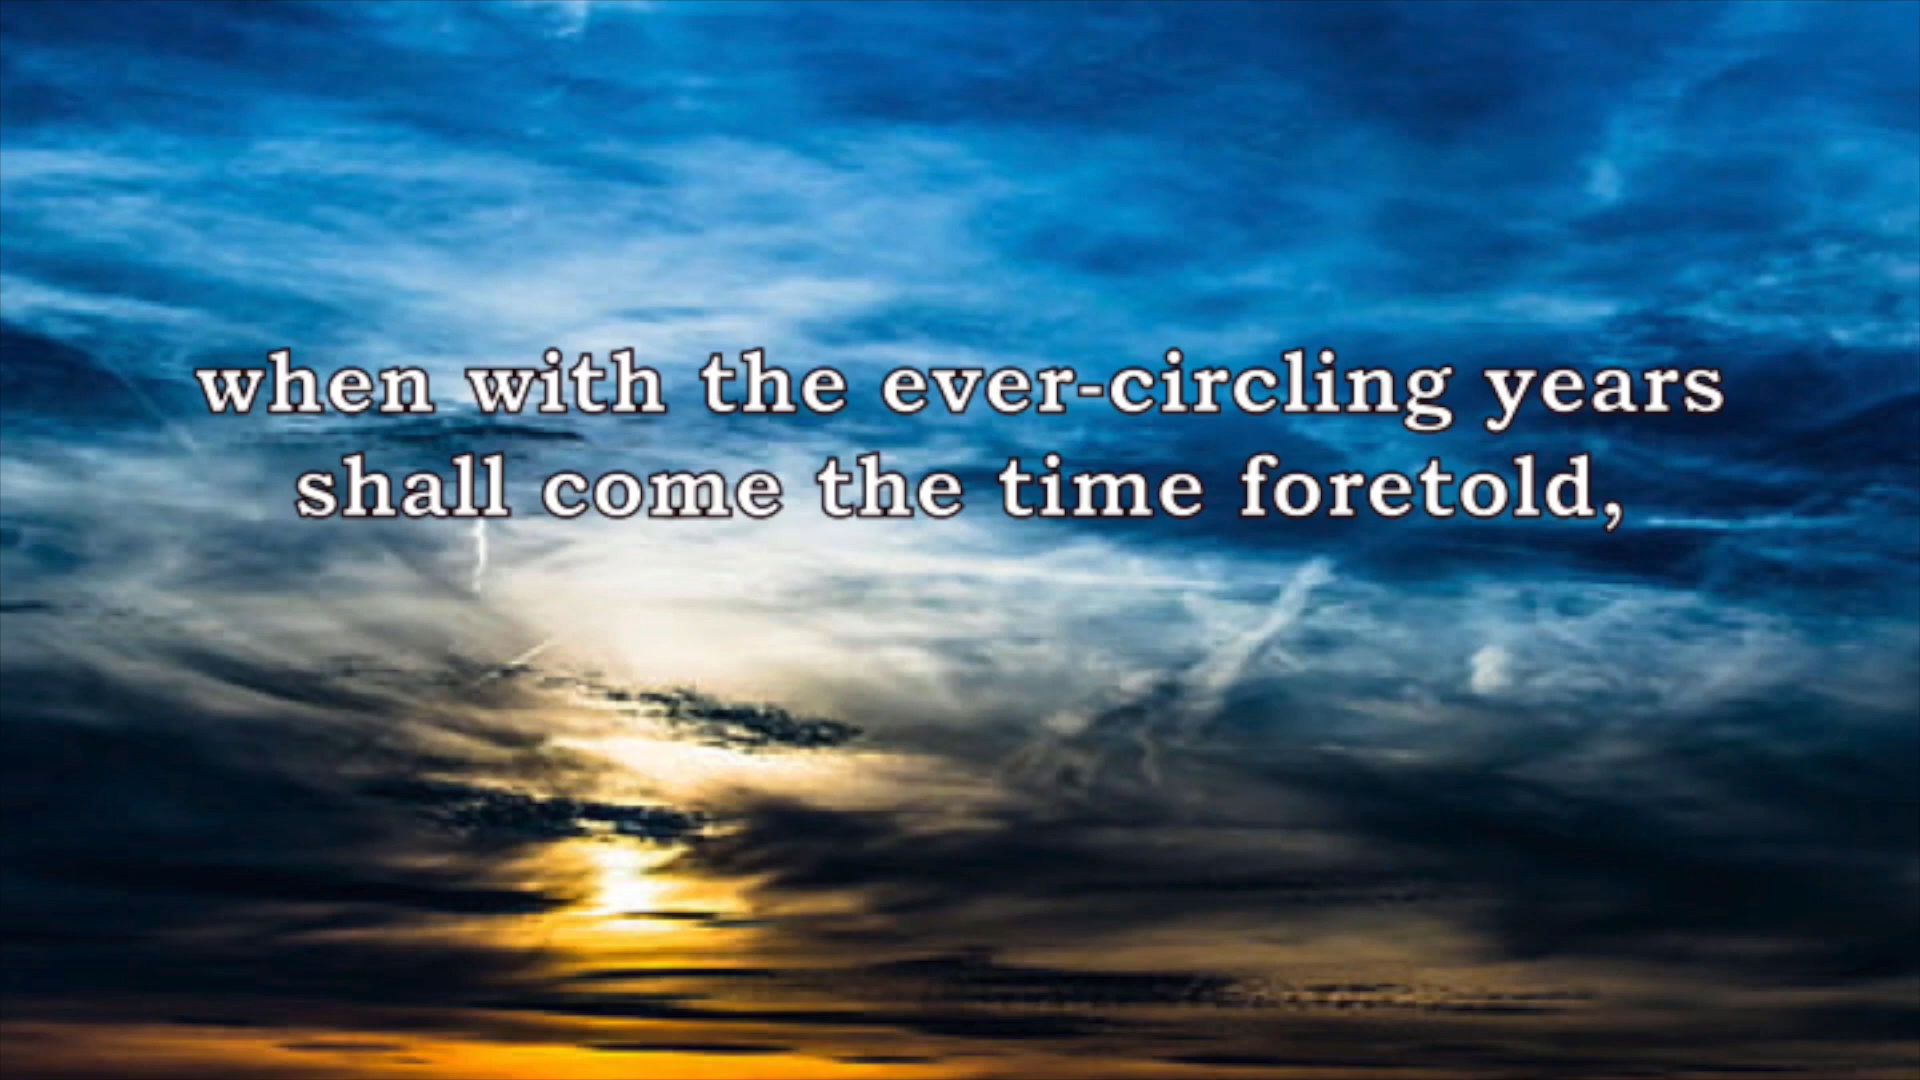 when with the ever-circling years
shall come the time foretold,